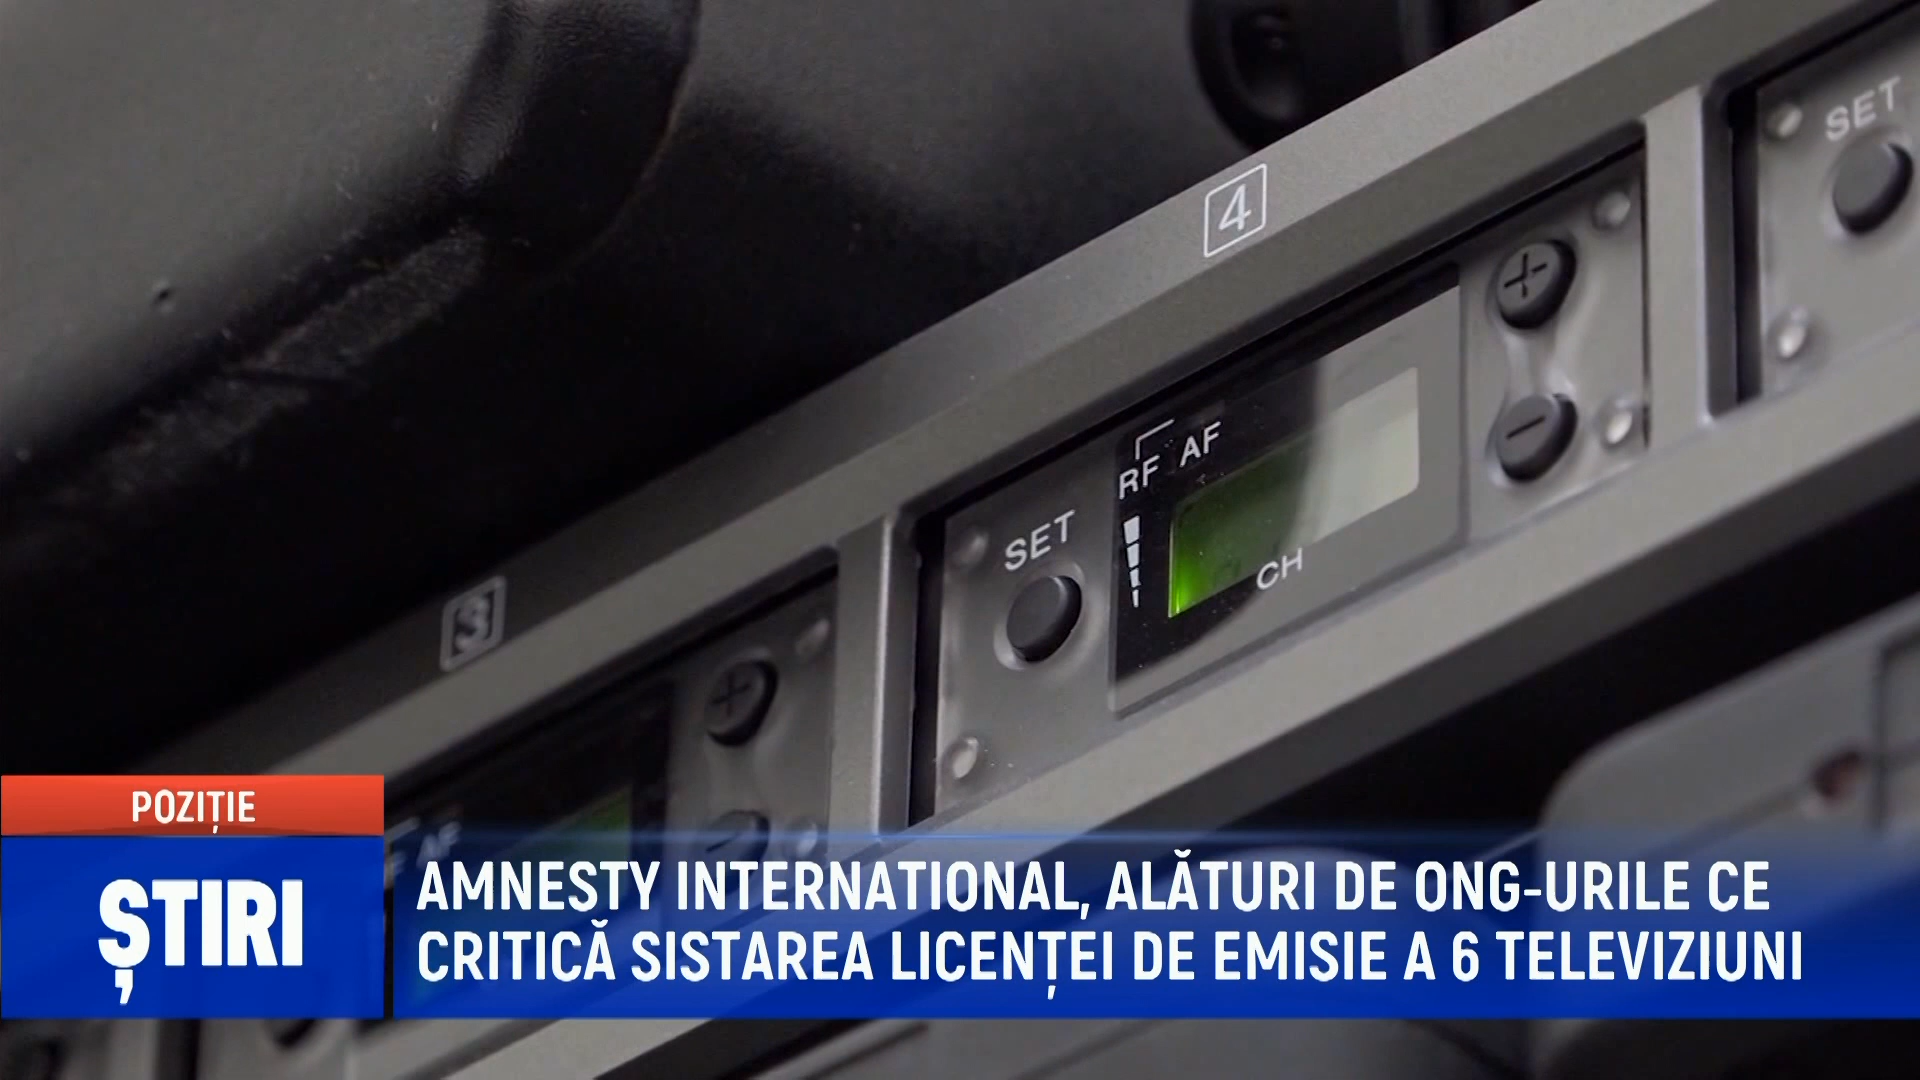 4
SET
RF AF
SET
CH
3
AF
POZIȚIE
ȘTIRI
AMNESTY INTERNATIONAL, ALĂTURI DE ONG-URILE CE
CRITICĂ SISTAREA LICENȚEI DE EMISIE A 6 TELEVIZIUNI